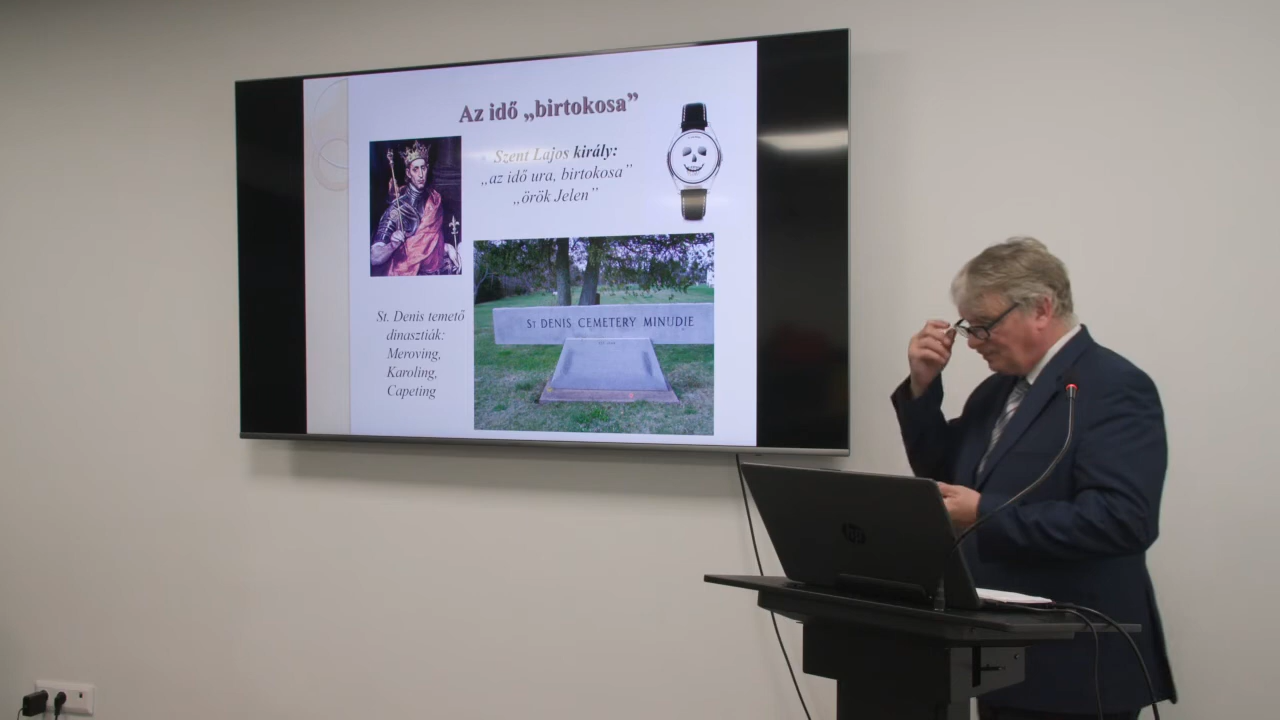 Az idő „birtokosa”
Szent Lajos király:
„az idő ura, birtokosa”
„örök Jelen”
St. Denis temető
dinasztiák:
Meroving,
Karoling,
Capeting
ST DENIS CEMETERY MINUDIE
hp